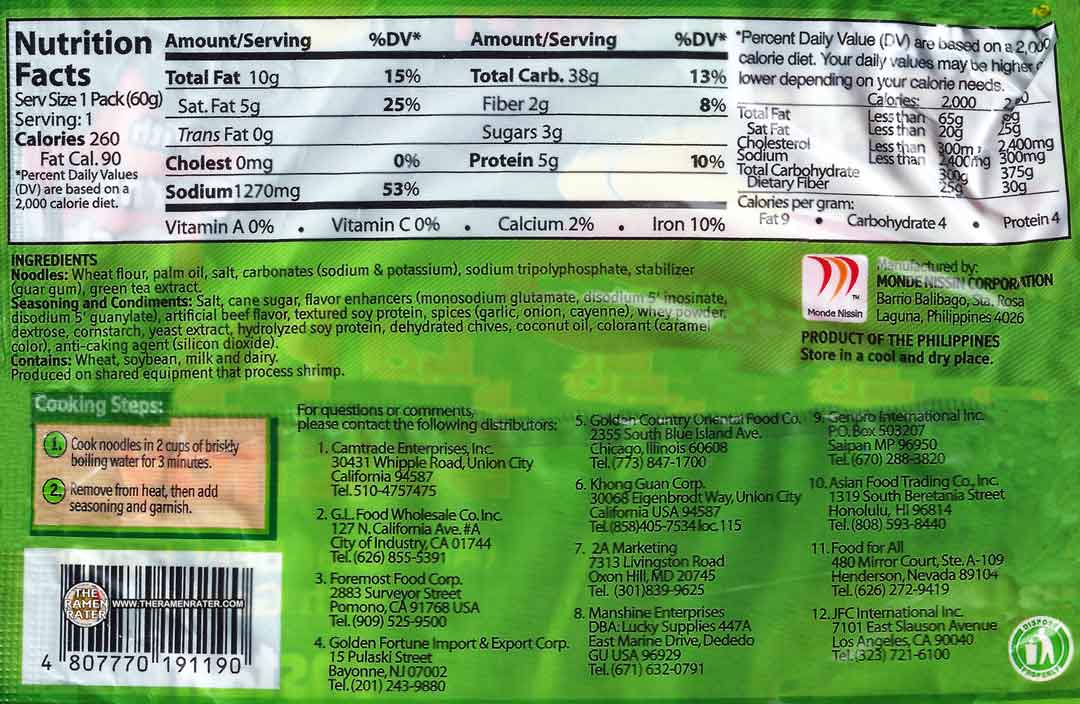 Nutrition
Facts
Serv Size 1 Pack (60g)
Serving: 1
Calories 260
Fat Cal. 90
*Percent Daily Values
(DV) are based on a
2,000 calorie diet.
Amount/Serving %DV* Amount/Serving %DV*
Total Fat 10g 15% Total Carb. 38g 13%
Sat. Fat 5g 25% Fiber 2g 8%
Trans Fat 0g Sugars 3g
Cholest 0mg 0% Protein 5g 10%
Sodium 1270mg 53%
Vitamin A 0% • Vitamin C 0% • Calcium 2% • Iron 10%
*Percent Daily Value (DV) are based on a 2,000
calorie diet. Your daily values may be higher
lower depending on your calorie needs.
Calories: 2,000
Total Fat Less than 65g
Sat Fat Less than 20g 25g
Cholesterol Less than 300m 300mg
Sodium Less than 2,400mg 2,400mg
Total Carbohydrate 300g 375g
Dietary Fiber 25g 30g
Calories per gram:
Fat 9 • Carbohydrate 4 • Protein 4
INGREDIENTS
Noodles: Wheat flour, palm oil, salt, carbonates (sodium & potassium), sodium tripolyphosphate, stabilizer
(guar gum), green tea extract.
Seasoning and Condiments: Salt, cane sugar, flavor enhancers (monosodium glutamate, disodium 5' inosinate,
disodium 5' guanylate), artificial beef flavor, textured soy protein, spices (garlic, onion, cayenne), whey powder,
dextrose, cornstarch, yeast extract, hydrolyzed soy protein, dehydrated chives, coconut oil, colorant (caramel
color), anti-caking agent (silicon dioxide).
Contains: Wheat, soybean, milk and dairy.
Produced on shared equipment that process shrimp.
Monde Nissin
TM
Manufactured by:
MONDE NISSIN CORPORATION
Barrio Balibago, Sta. Rosa
Laguna, Philippines 4026
PRODUCT OF THE PHILIPPINES
Store in a cool and dry place.
Cooking Steps:
1. Cook noodles in 2 cups of briskly
boiling water for 3 minutes.
2. Remove from heat, then add
seasoning and garnish.
For questions or comments,
please contact the following distributors:
1. Camtrade Enterprises, Inc.
30431 Whipple Road, Union City
California 94587
Tel. 510-4757475
2. G.L. Food Wholesale Co. Inc.
127 N. California Ave. #A
City of Industry, CA 01744
Tel. (626) 855-5391
3. Foremost Food Corp.
2883 Surveyor Street
Pomono, CA 91768 USA
Tel. (909) 525-9500
4. Golden Fortune Import & Export Corp.
15 Pulaski Street
Bayonne, NJ 07002
Tel. (201) 243-9880
5. Golden Country Oriental Food Co.
2355 South Blue Island Ave.
Chicago, Illinois 60608
Tel. (773) 847-1700
6. Khong Guan Corp.
30068 Eigenbrodt Way, Union City
California USA 94587
Tel. (858)405-7534 loc. 115
7. 2A Marketing
7313 Livingston Road
Oxon Hill, MD 20745
Tel. (301)839-9625
8. Manshine Enterprises
DBA: Lucky Supplies 447A
East Marine Drive, Dededo
GU USA 96929
Tel. (671) 632-0791
9. Genpro International Inc.
P.O. Box 503207
Saipan MP 96950
Tel. (670) 288-3820
10. Asian Food Trading Co., Inc.
1319 South Beretania Street
Honolulu, HI 96814
Tel. (808) 593-8440
11. Food for All
480 Mirror Court, Ste. A-109
Henderson, Nevada 89104
Tel. (626) 272-9419
12. JFC International Inc.
7101 East Slauson Avenue
Los Angeles, CA 90040
Tel. (323) 721-6100
THE
RAMEN
RATER
WWW.THERAMENRATER.COM
4 807770 191190
DISPOSE
PROPERLY